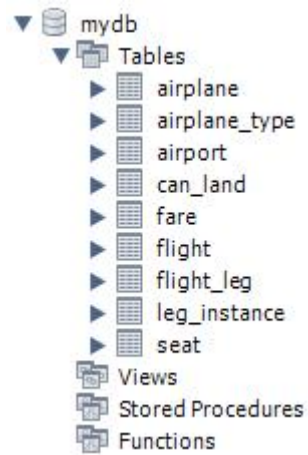 mydb
Tables
airplane
airplane_type
airport
can_land
fare
flight
flight_leg
leg_instance
seat
Views
Stored Procedures
Functions